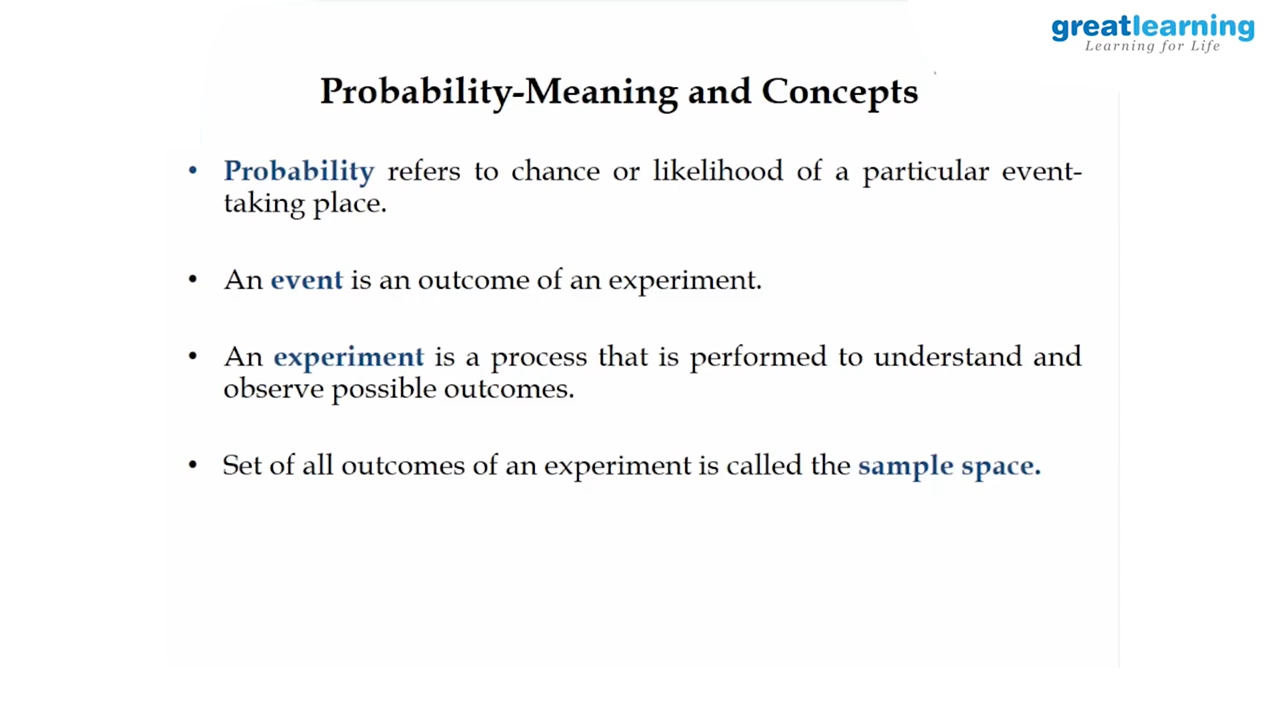 greatlearning
Learning for Life
Probability-Meaning and Concepts
• Probability refers to chance or likelihood of a particular event-
taking place.
• An event is an outcome of an experiment.
• An experiment is a process that is performed to understand and
observe possible outcomes.
• Set of all outcomes of an experiment is called the sample space.